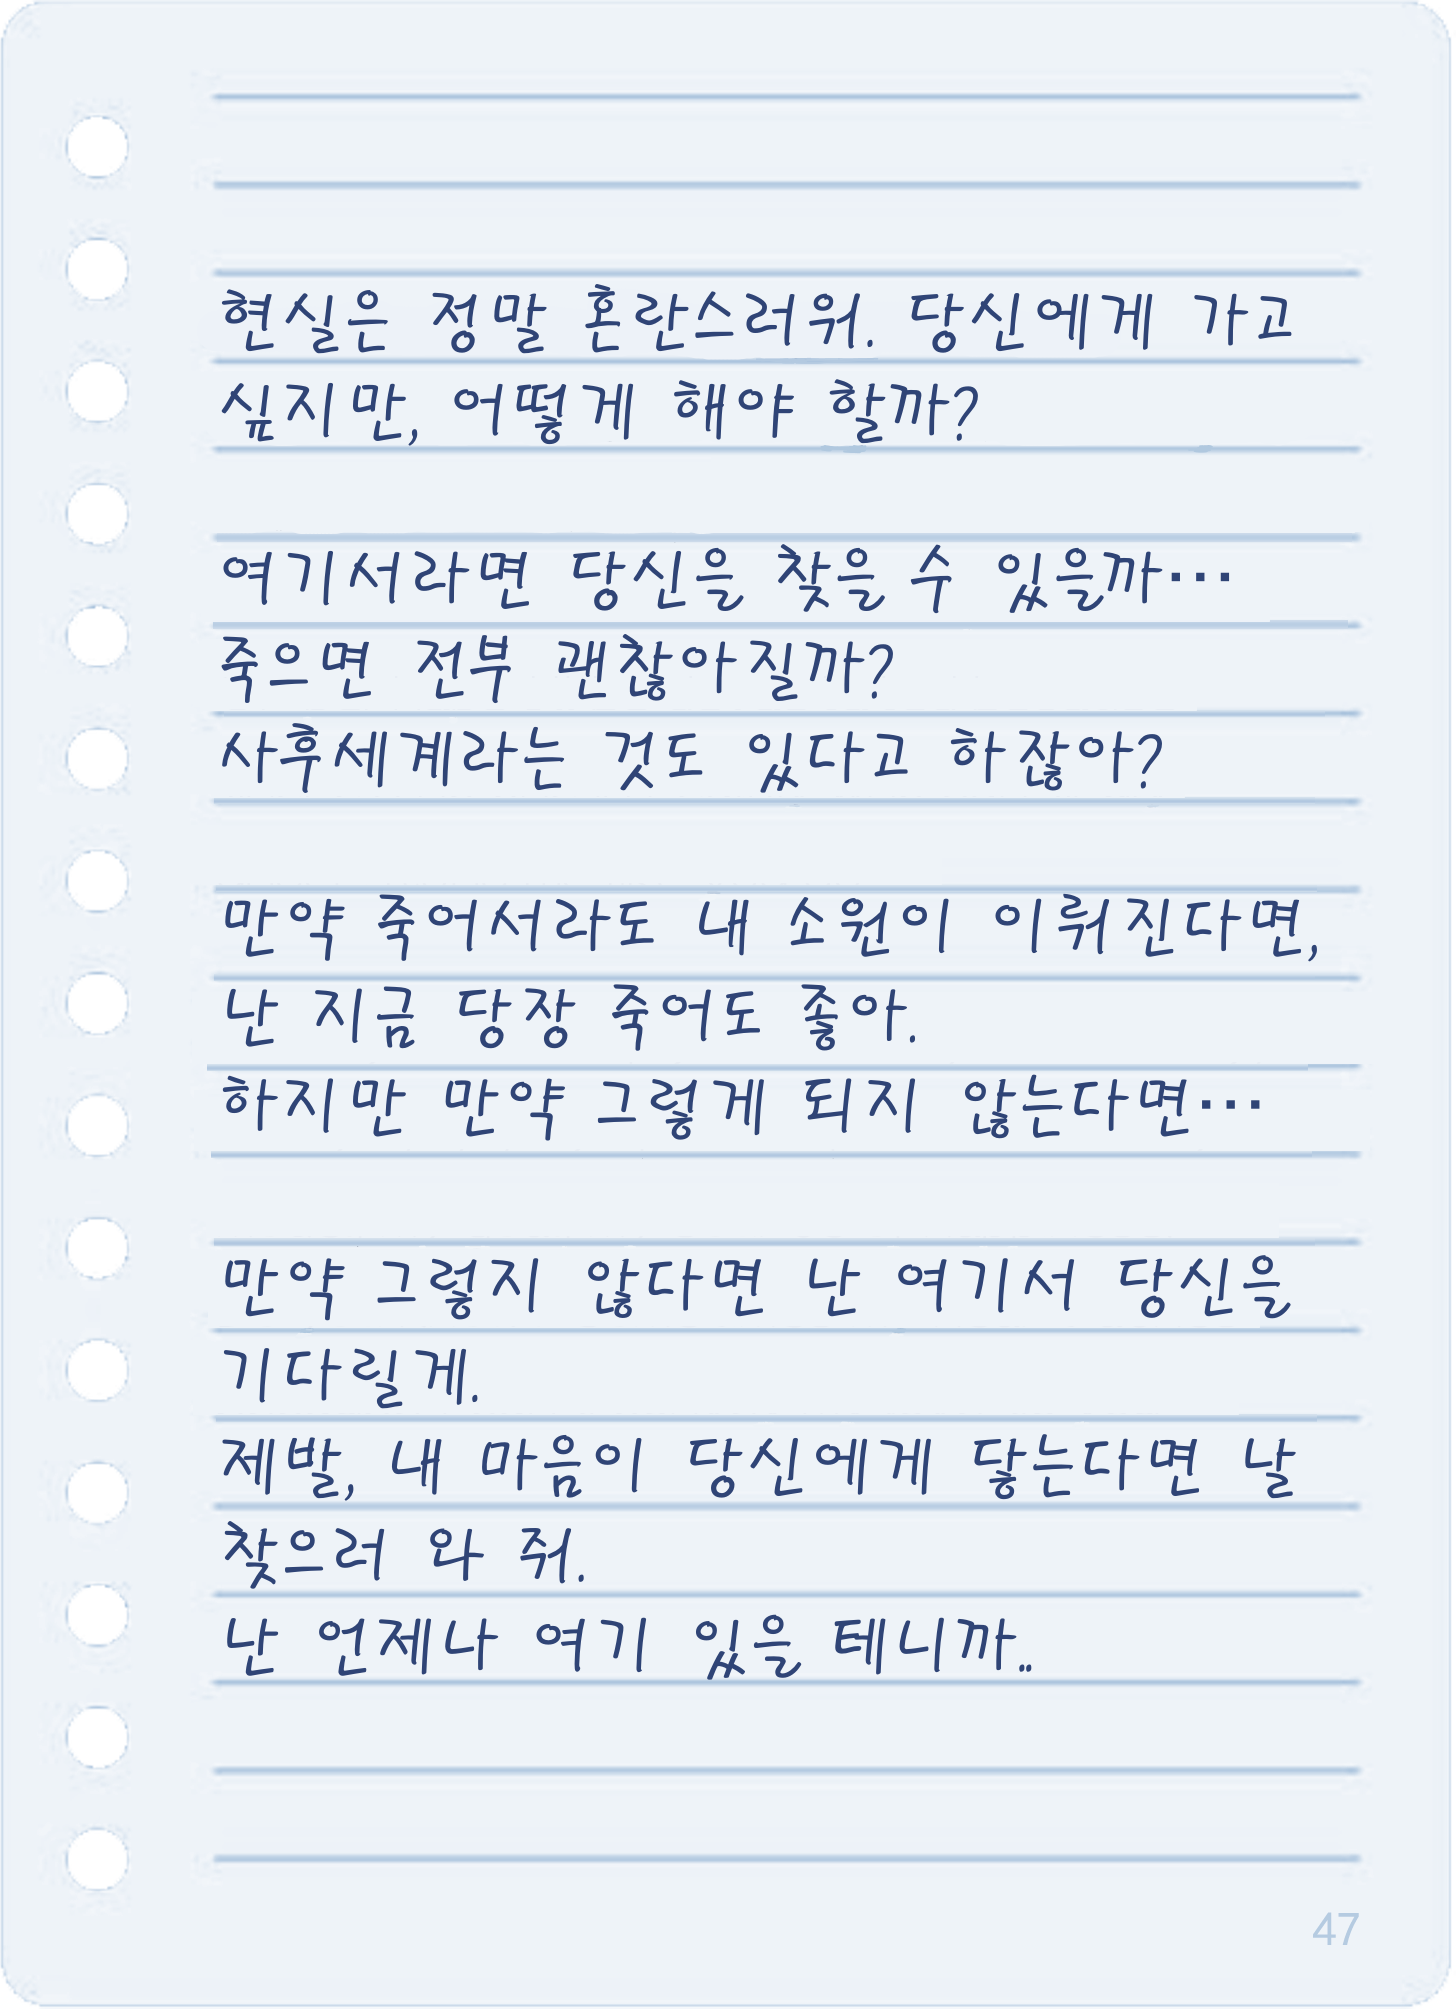 현실은 정말 혼란스러워. 당신에게 가고
싶지만, 어떻게 해야 할까?
여기서라면 당신을 찾을 수 있을까…
죽으면 전부 괜찮아질까?
사후세계라는 것도 있다고 하잖아?
만약 죽어서라도 내 소원이 이뤄진다면,
난 지금 당장 죽어도 좋아.
하지만 만약 그렇게 되지 않는다면…
만약 그렇지 않다면 난 여기서 당신을
기다릴게.
제발, 내 마음이 당신에게 닿는다면 날
찾으러 와 줘.
난 언제나 여기 있을 테니까..
47